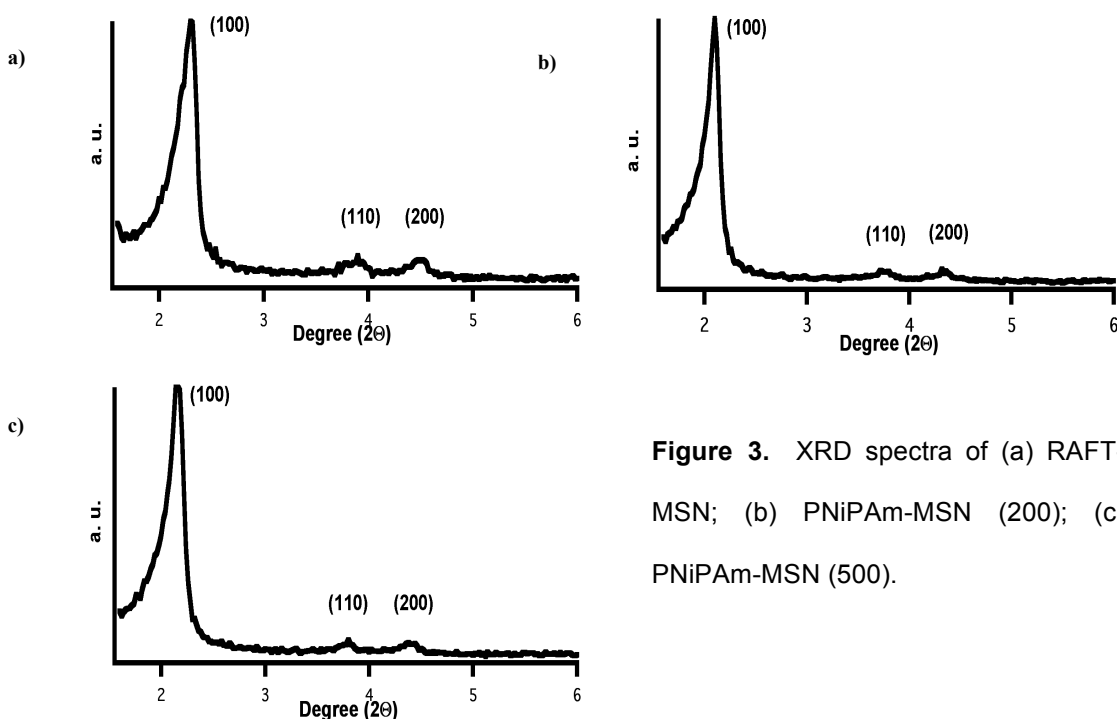 a)
(100)
(110)
(200)
a. u.
2 3 4 5 6
Degree (2Θ)
b)
(100)
(110)
(200)
a. u.
2 3 4 5 6
Degree (2Θ)
c)
(100)
(110)
(200)
a. u.
2 3 4 5 6
Degree (2Θ)
Figure 3. XRD spectra of (a) RAFT-
MSN; (b) PNiPAm-MSN (200); (c
PNiPAm-MSN (500).